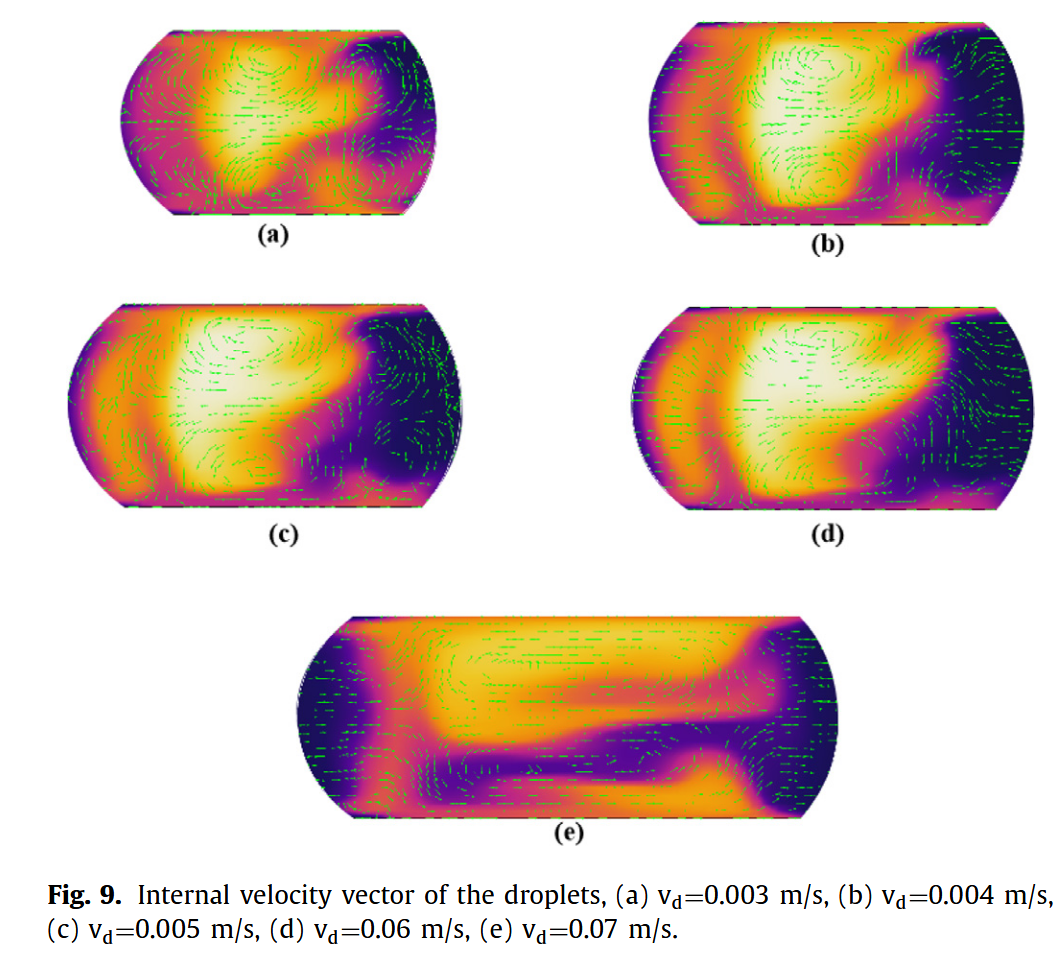 (a)
(b)
(c)
(d)
(e)
Fig. 9. Internal velocity vector of the droplets, (a) vd=0.003 m/s, (b) vd=0.004 m/s,
(c) vd=0.005 m/s, (d) vd=0.06 m/s, (e) vd=0.07 m/s.